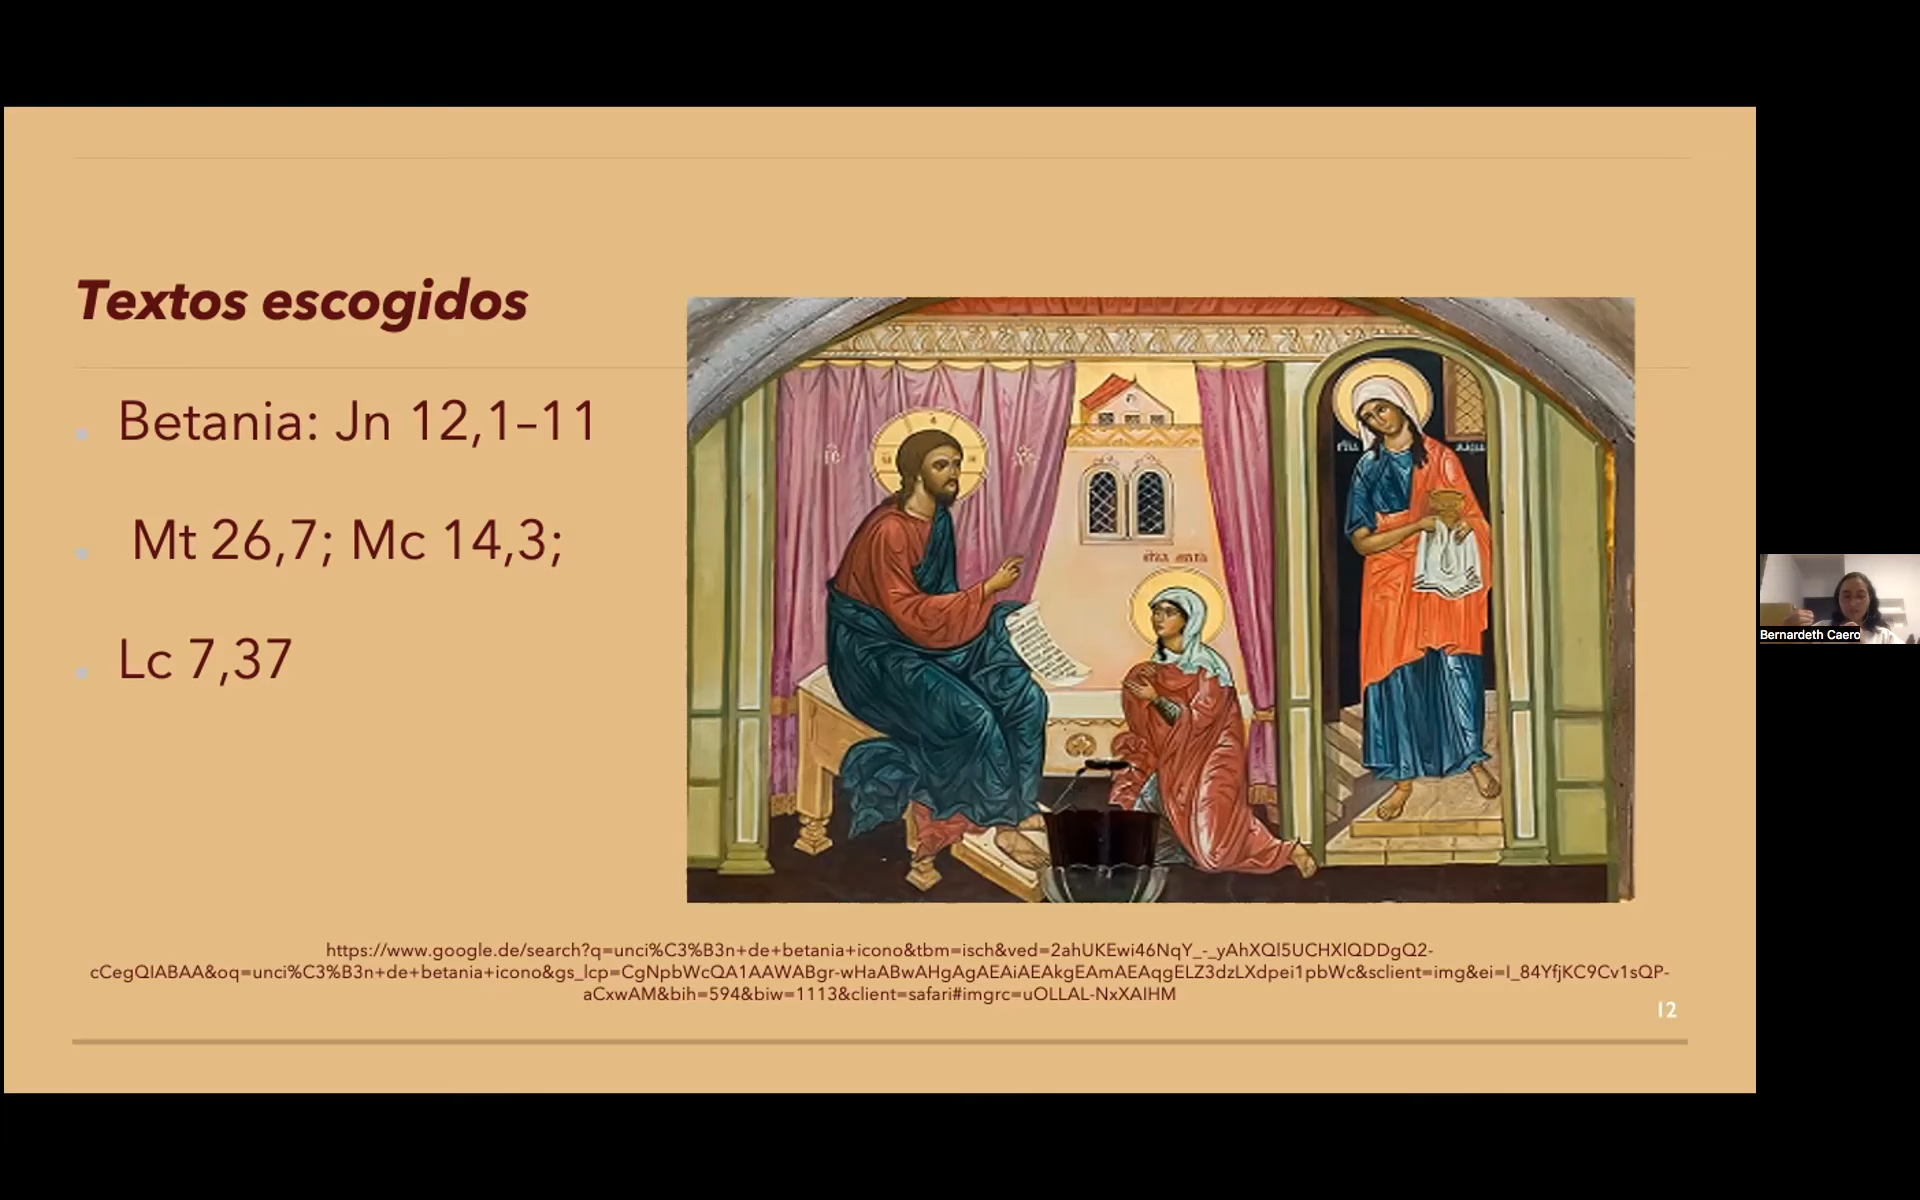 Textos escogidos
Betania: Jn 12,1–11
Mt 26,7; Mc 14,3;
Lc 7,37
https://www.google.de/search?q=unci%C3%B3n+de+betania+icono&tbm=isch&ved=2ahUKEwi46NqY_-_yAhXQl5UCHXlQDDgQ2-
cCegQIABAA&oq=unci%C3%B3n+de+betania+icono&gs_lcp=CgNpbWcQA1AAWABgr-wHaABwAHgAgAEAiAEAkgEAmAEAqgELZ3dzLXdpei1pbWc&sclient=img&ei=I_84YfjKC9Cv1sQP-
aCxwAM&bih=594&biw=1113&client=safari#imgrc=uOLLAL-NxXAIHM
12
Bernardeth Caero